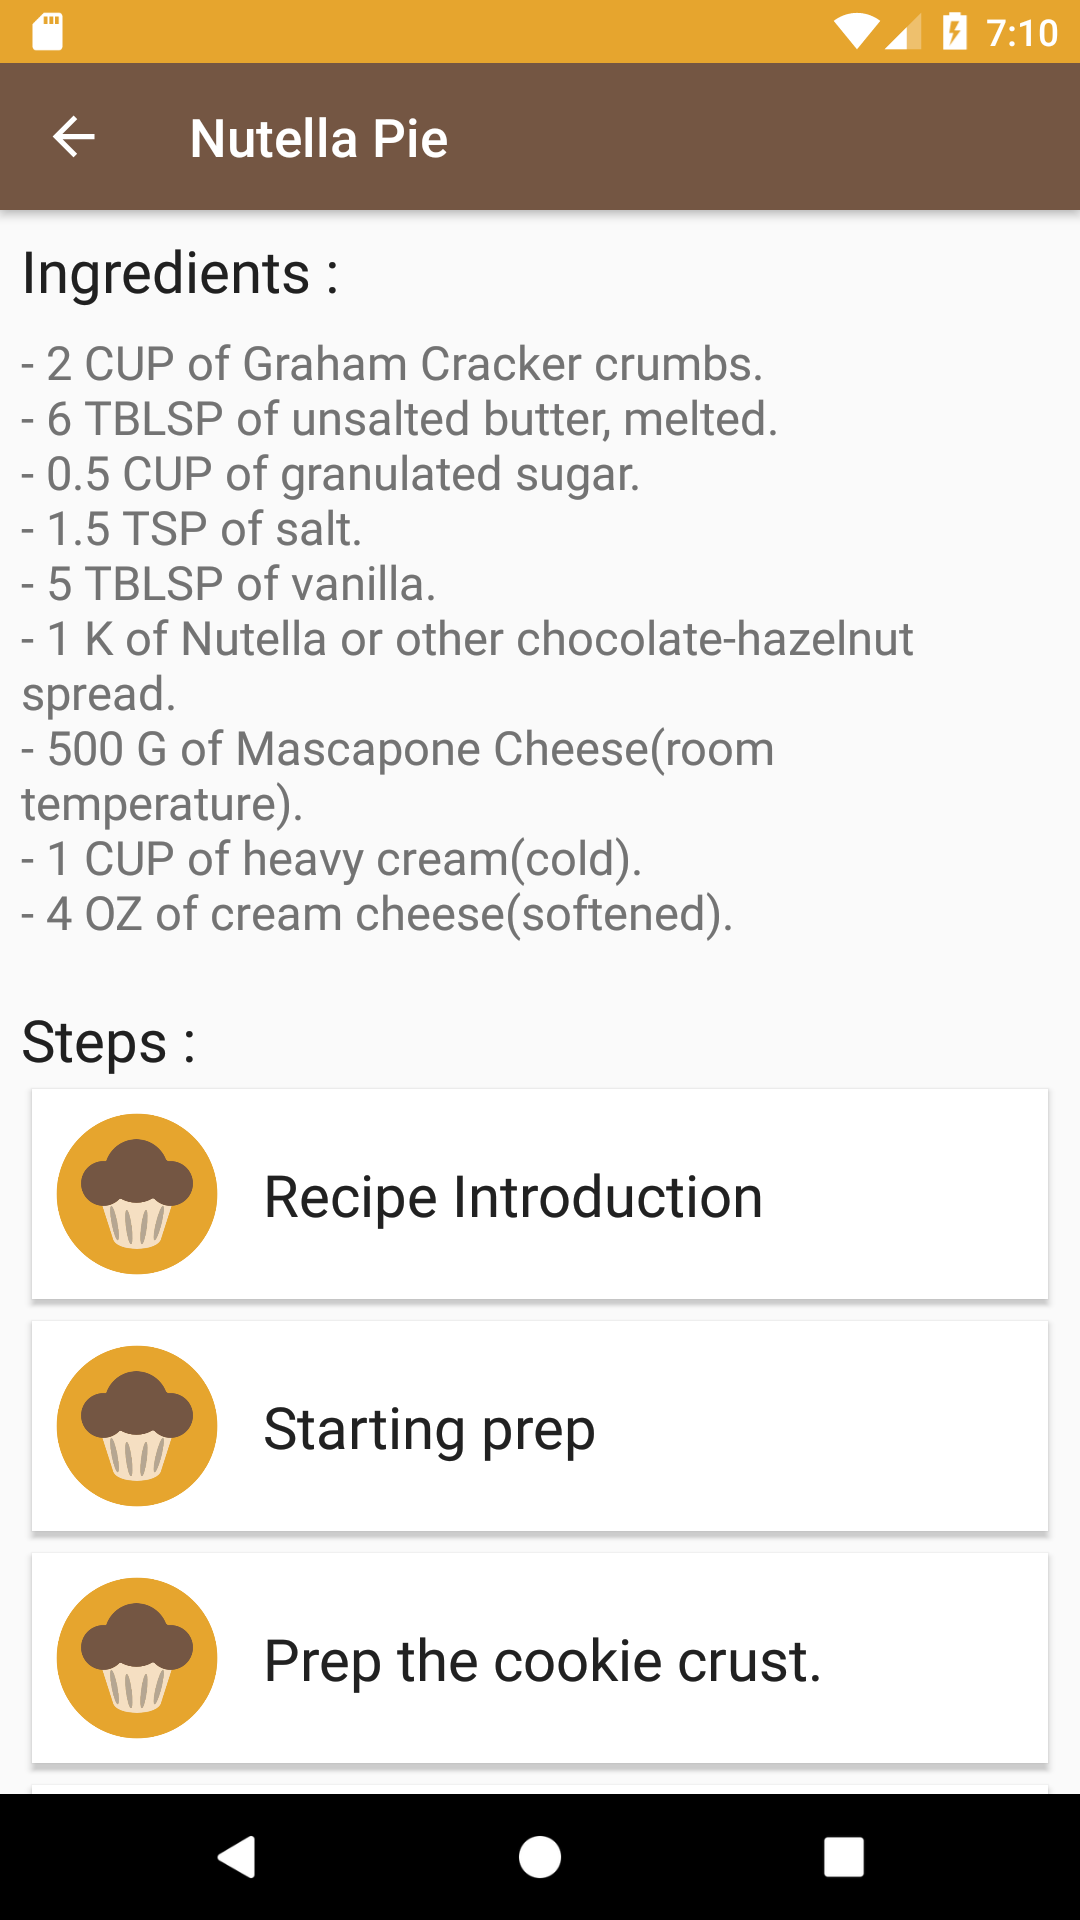 7:10
Nutella Pie
Ingredients :
- 2 CUP of Graham Cracker crumbs.
- 6 TBLSP of unsalted butter, melted.
- 0.5 CUP of granulated sugar.
- 1.5 TSP of salt.
- 5 TBLSP of vanilla.
- 1 K of Nutella or other chocolate-hazelnut
spread.
- 500 G of Mascapone Cheese(room
temperature).
- 1 CUP of heavy cream(cold).
- 4 OZ of cream cheese(softened).
Steps :
Recipe Introduction
Starting prep
Prep the cookie crust.